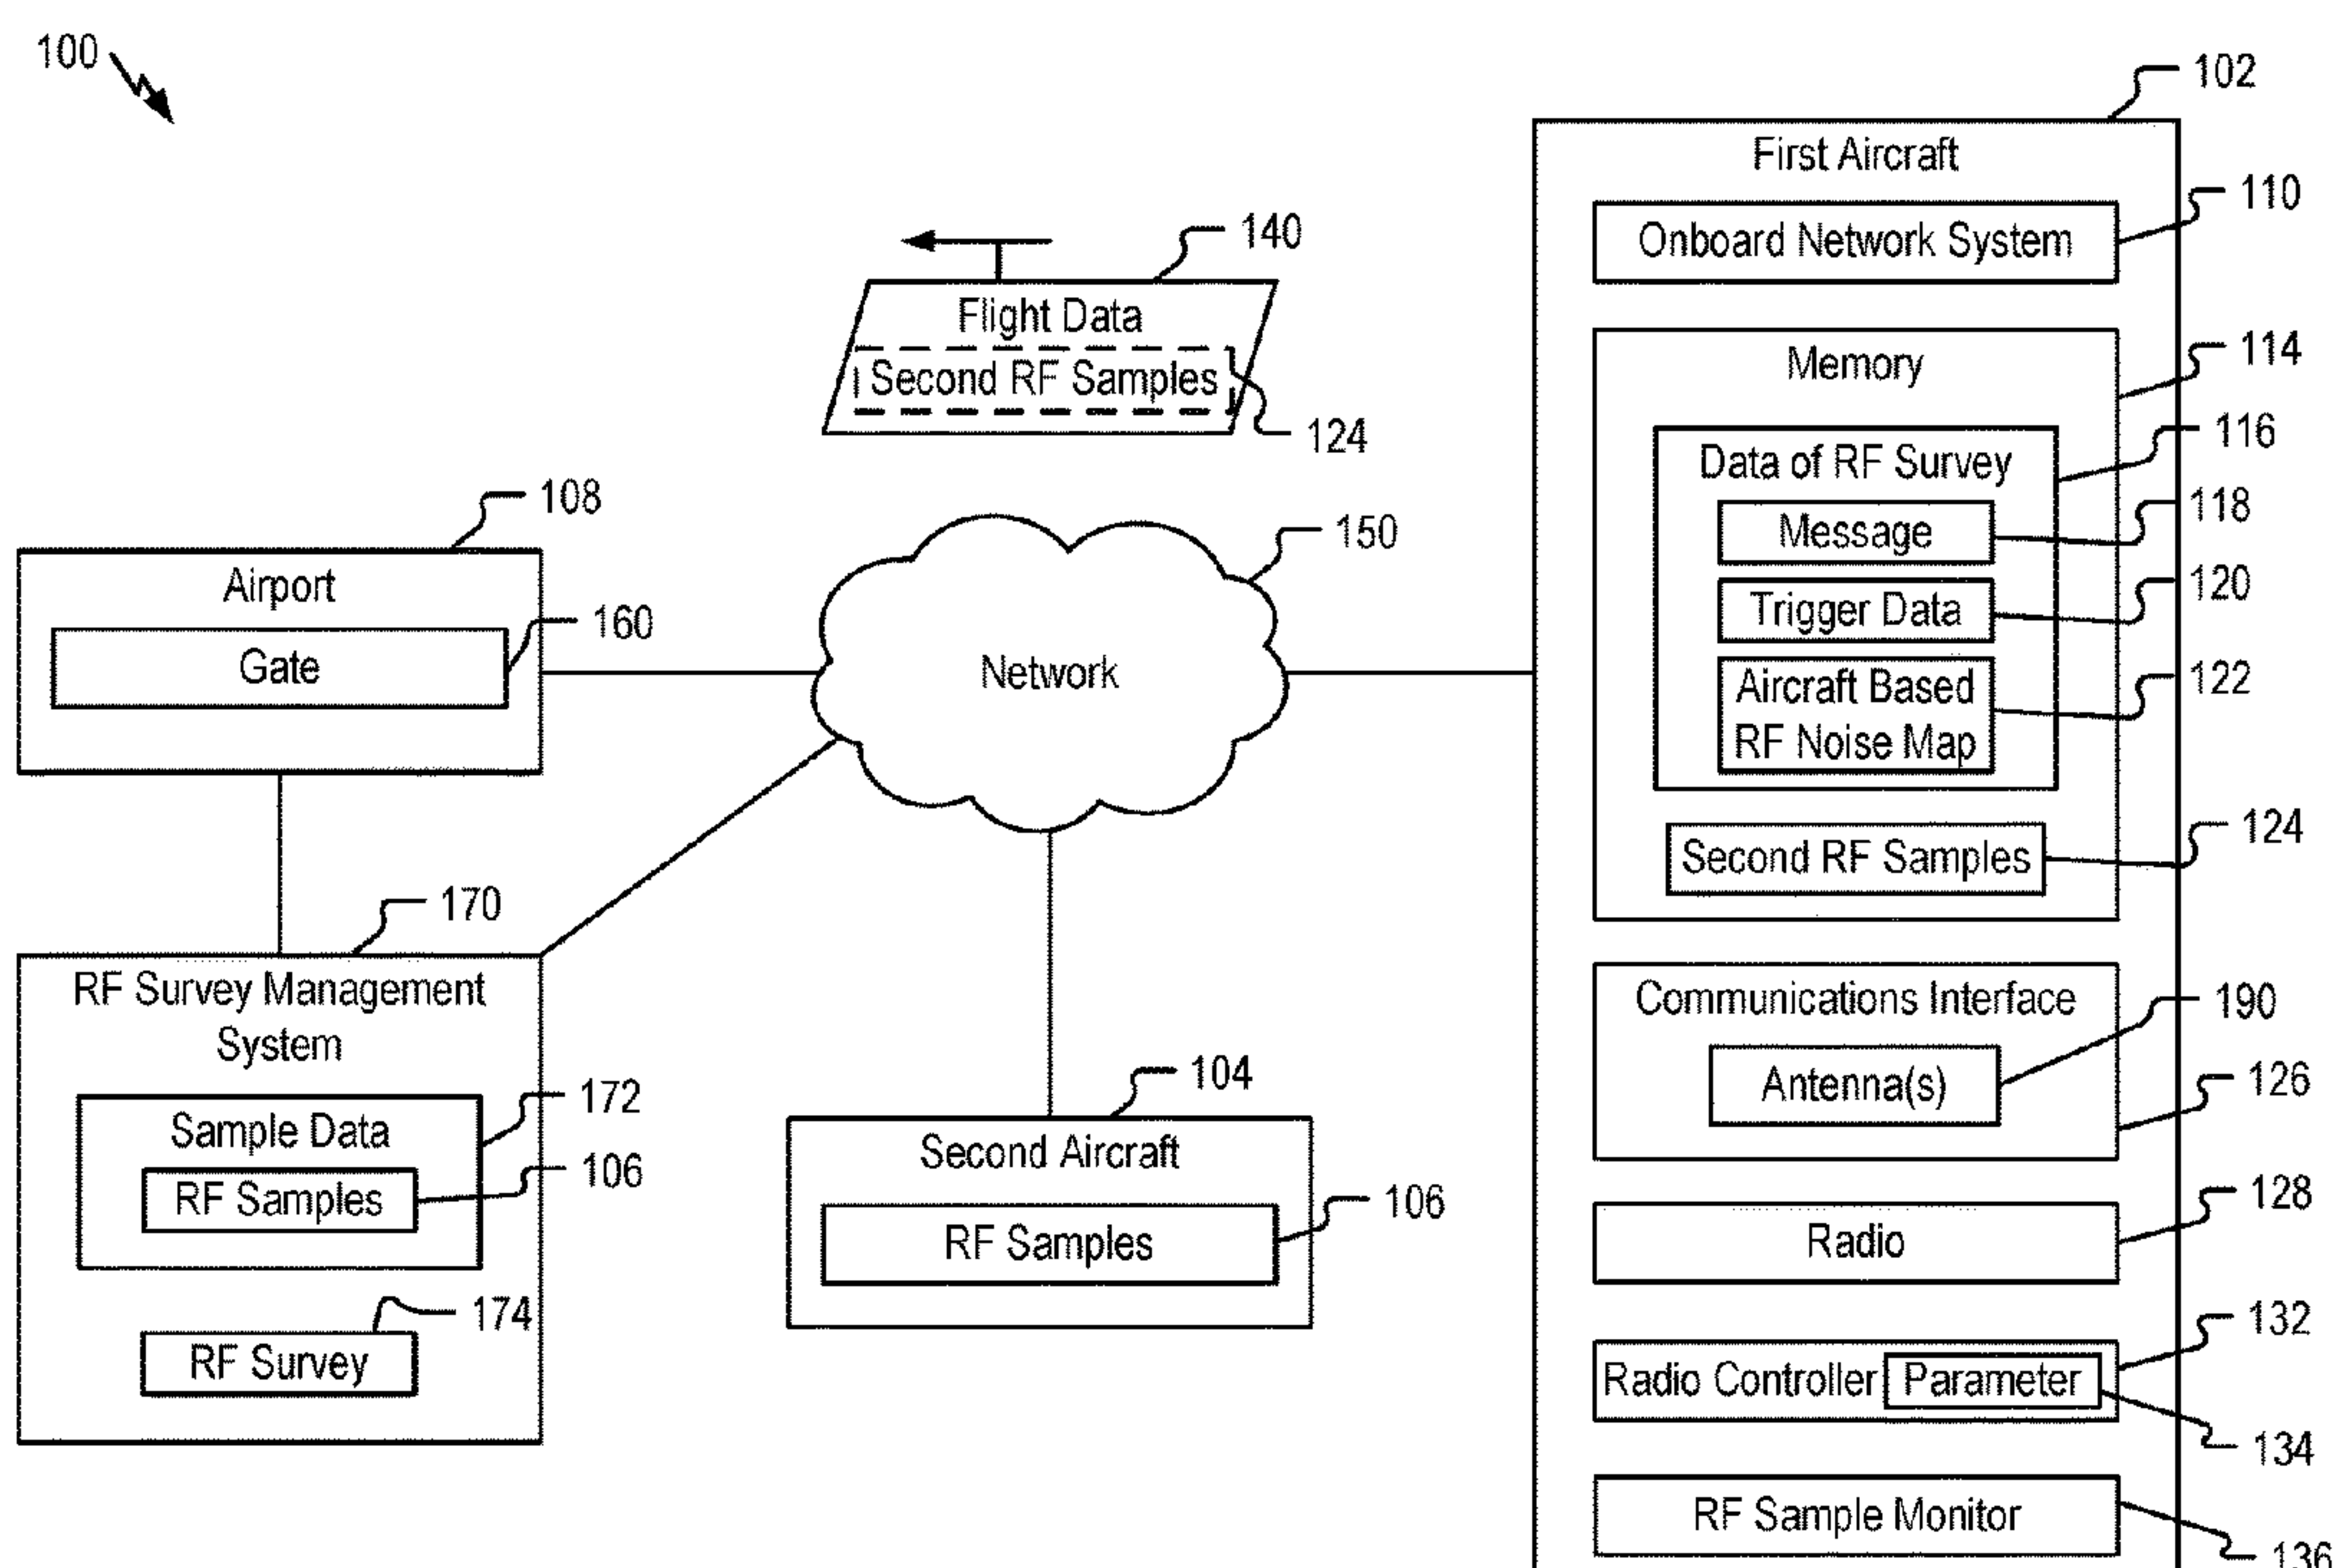 100
102
First Aircraft
110
Onboard Network System
140
Flight Data
Second RF Samples
124
Memory
114
116
Data of RF Survey
118
Message
120
Trigger Data
122
Aircraft Based
RF Noise Map
124
Second RF Samples
108
Airport
160
Gate
150
Network
170
RF Survey Management
System
172
Sample Data
106
RF Samples
174
RF Survey
104
Second Aircraft
106
RF Samples
Communications Interface
190
Antenna(s)
126
128
Radio
132
Radio Controller Parameter
134
RF Sample Monitor
136